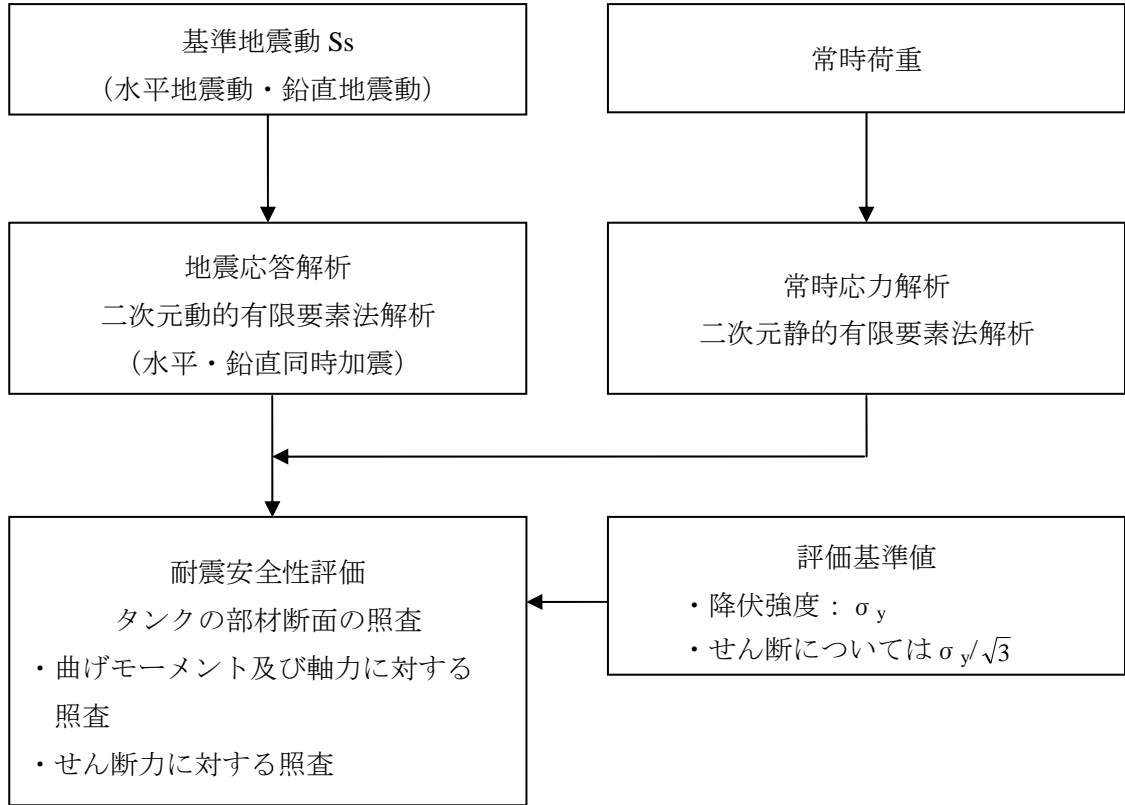 基準地震動 Ss
（水平地震動・鉛直地震動）
常時荷重
地震応答解析
二次元動的有限要素法解析
（水平・鉛直同時加震）
常時応力解析
二次元静的有限要素法解析
耐震安全性評価
タンクの部材断面の照査
・曲げモーメント及び軸力に対する
照査
・せん断力に対する照査
評価基準値
・降伏強度：σy
・せん断についてはσy/√3